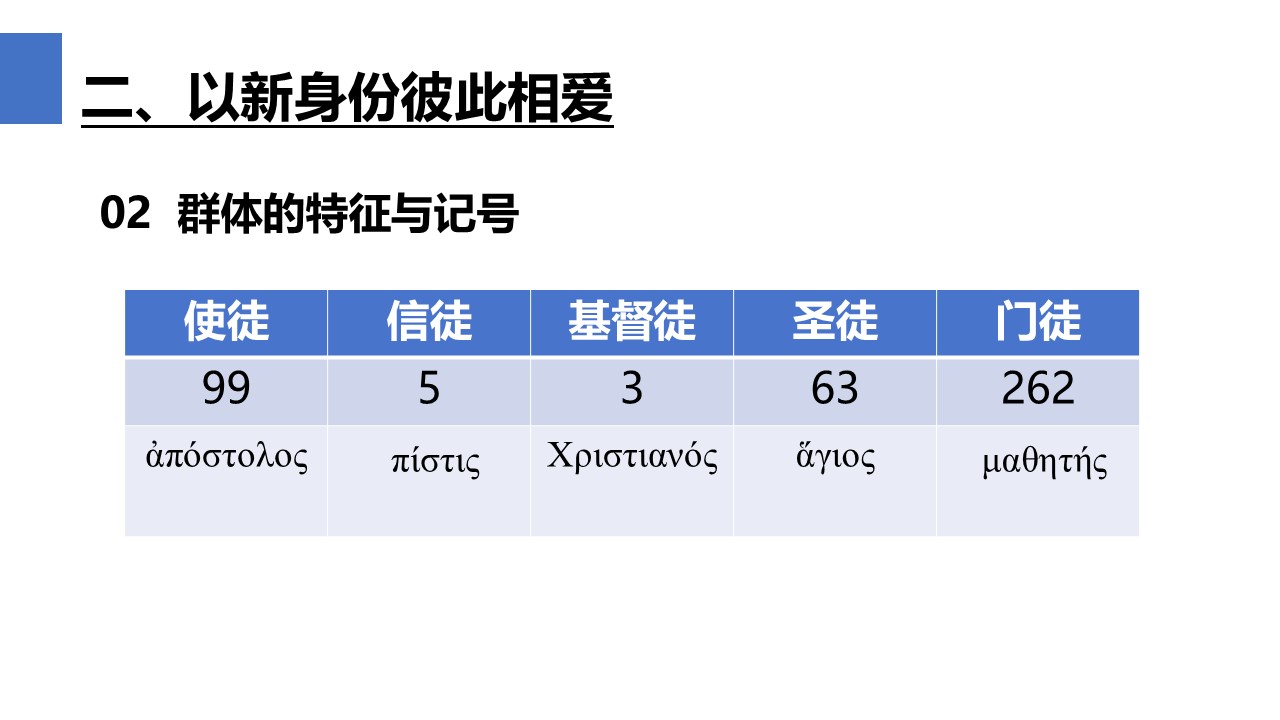 二、以新身份彼此相爱
02 群体的特征与记号
使徒 信徒 基督徒 圣徒 门徒
99 5 3 63 262
ἀπόστολος πίστις Χριστιανός ἅγιος μαθητής